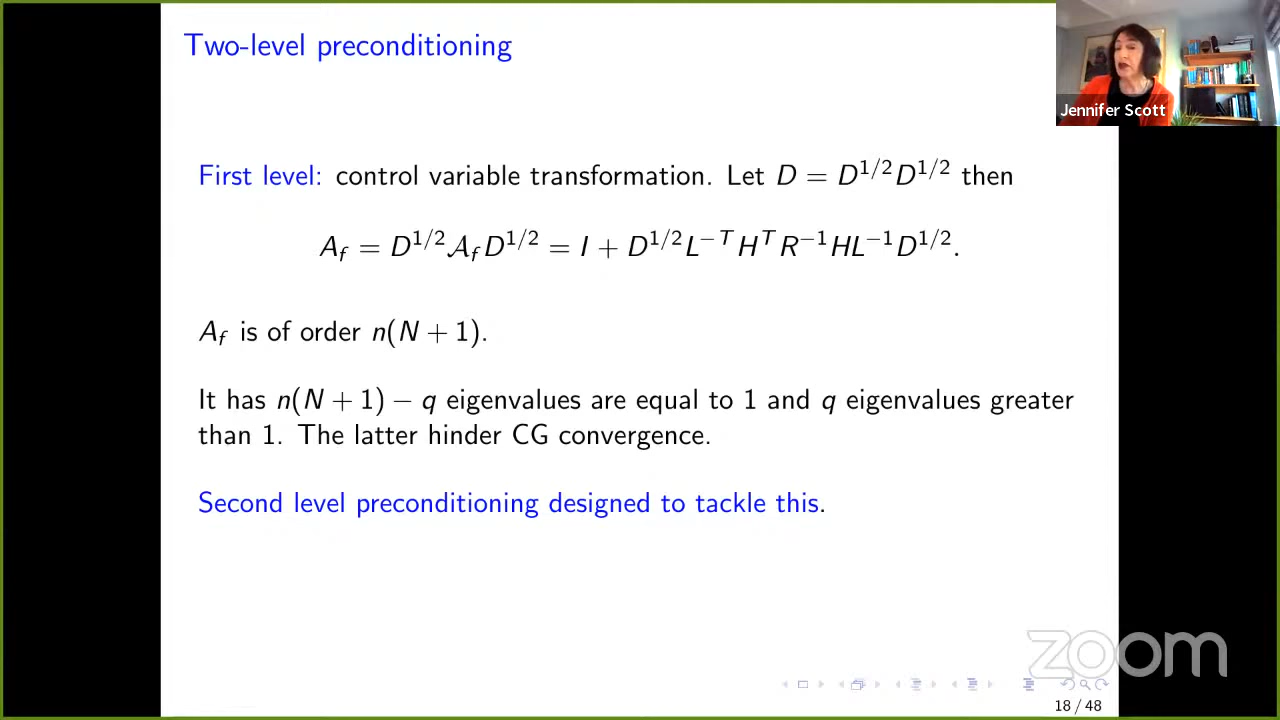 Two-level preconditioning
Jennifer Scott
First level: control variable transformation. Let D = D^{1/2}D^{1/2} then
A_f = D^{1/2}𝒜_f D^{1/2} = I + D^{1/2}L^{-T}H^T R^{-1}HL^{-1}D^{1/2}.
A_f is of order n(N + 1).
It has n(N + 1) − q eigenvalues are equal to 1 and q eigenvalues greater
than 1. The latter hinder CG convergence.
Second level preconditioning designed to tackle this.
zoom
18 / 48